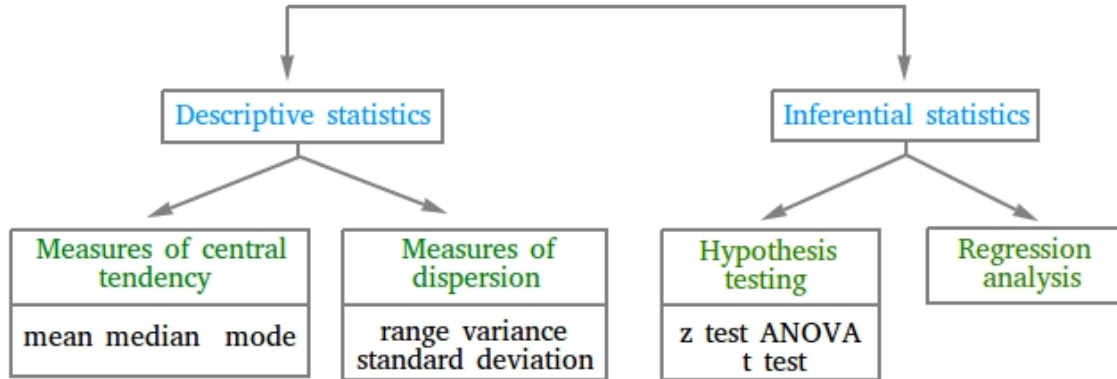 Descriptive statistics
Inferential statistics
Measures of central
tendency
mean median mode
Measures of
dispersion
range variance
standard deviation
Hypothesis
testing
z test ANOVA
t test
Regression
analysis